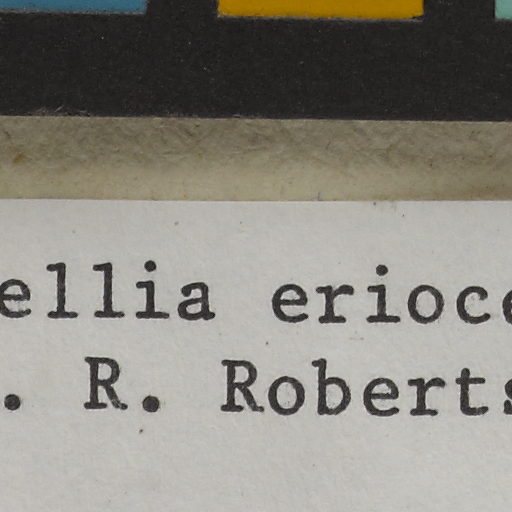 ellia erioce
. R. Roberts